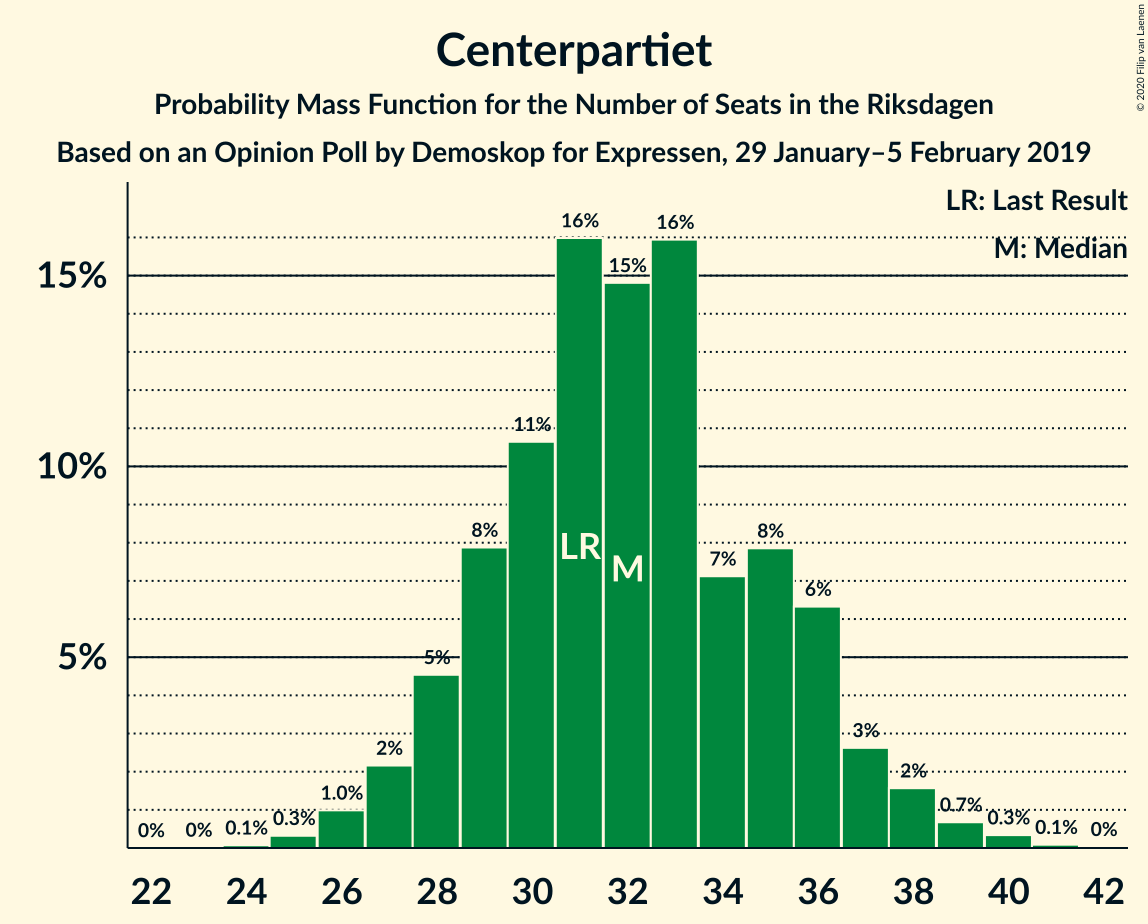 © 2020 Filip van Laenen
Centerpartiet
Probability Mass Function for the Number of Seats in the Riksdagen
Based on an Opinion Poll by Demoskop for Expressen, 29 January–5 February 2019
LR: Last Result
M: Median
15%
10%
5%
0% 0% 0.1% 0.3% 1.0% 2% 5% 8% 11% 16% 15% 16% 7% 8% 6% 3% 2% 0.7% 0.3% 0.1% 0%
LR
M
22 24 26 28 30 32 34 36 38 40 42